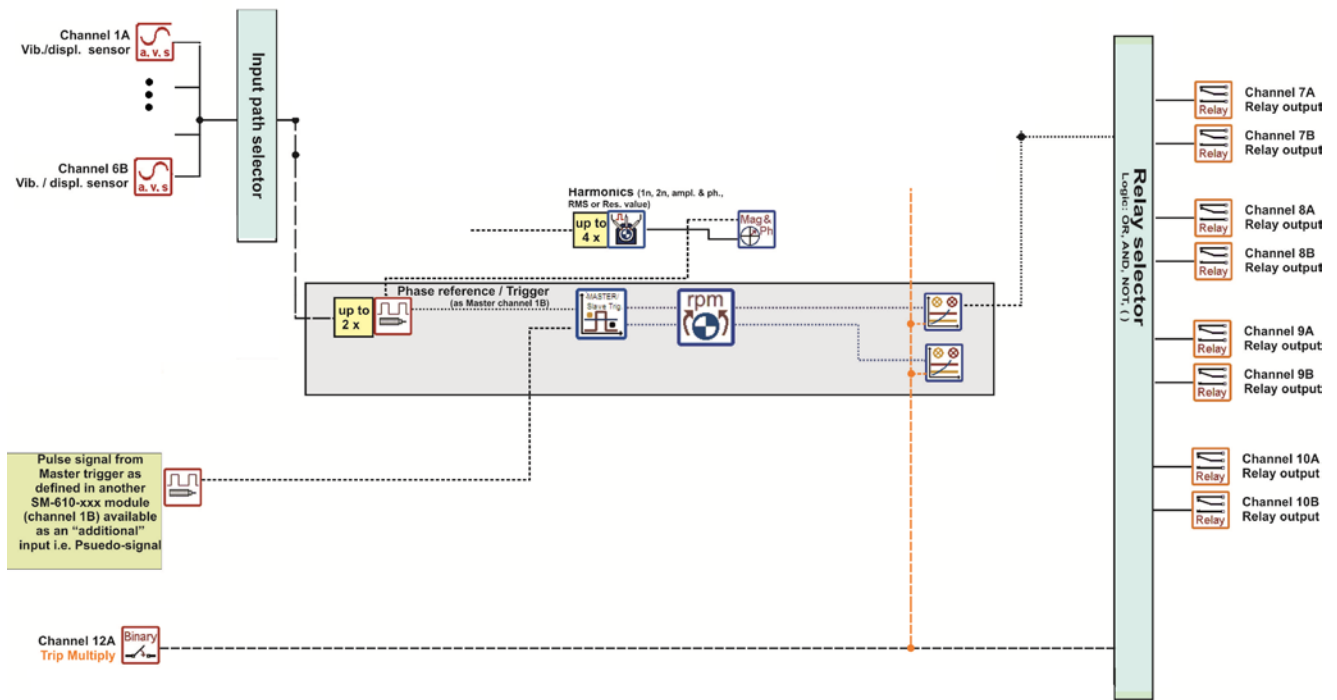 Channel 1A
Vib./displ. sensor
a, v, s
Channel 6B
Vib. / displ. sensor
a, v, s
Input path selector
Harmonics (1n, 2n, ampl. & ph.,
RMS or Res. value)
up to
4 x
Mag&
Ph
Phase reference / Trigger
(as Master channel 1B)
up to
2 x
MASTER/
Slave Trig.
rpm
Pulse signal from
Master trigger as
defined in another
SM-610-xxx module
(channel 1B) available
as an “additional”
input i.e. Psuedo-signal
Channel 12A
Trip Multiply
Binary
Relay selector
Logic: OR, AND, NOT, ( )
Relay
Channel 7A
Relay output
Relay
Channel 7B
Relay output
Relay
Channel 8A
Relay output
Relay
Channel 8B
Relay output
Relay
Channel 9A
Relay output
Relay
Channel 9B
Relay output
Relay
Channel 10A
Relay output
Relay
Channel 10B
Relay output